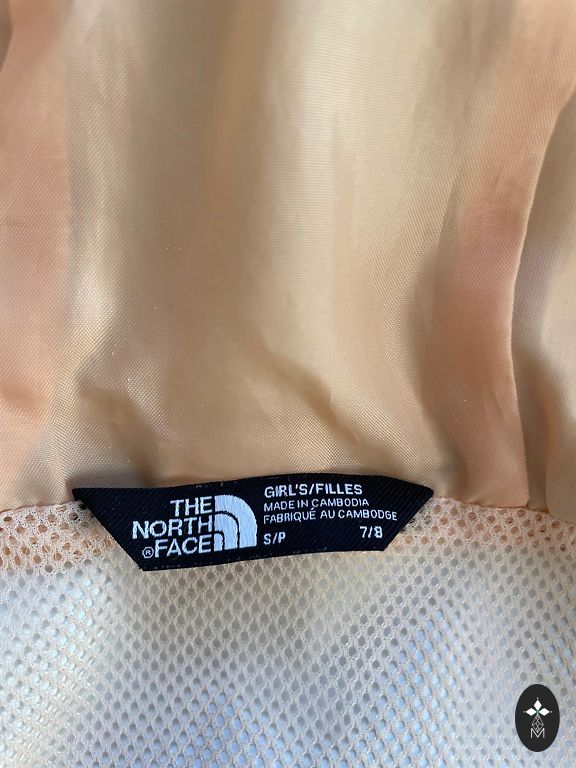 THE
NORTH
® FACE
GIRL'S/FILLES
MADE IN CAMBODIA
FABRIQUÉ AU CAMBODGE
S/P 7/8
M